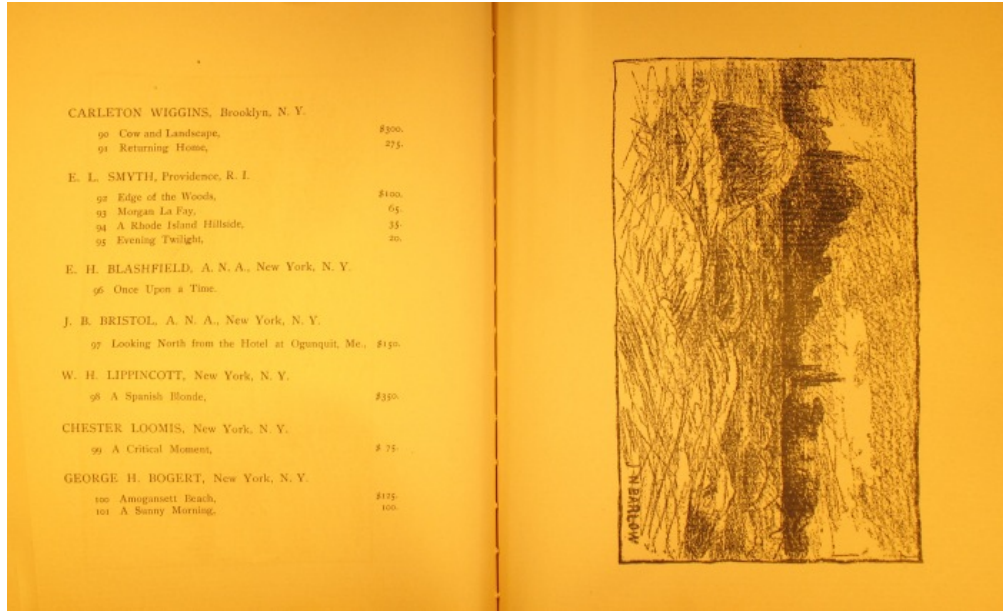 CARLETON WIGGINS, Brooklyn, N. Y.
90 Cow and Landscape, $300.
91 Returning Home, 275.
E. L. SMYTH, Providence, R. I.
92 Edge of the Woods, $100.
93 Morgan La Fay, 65.
94 A Rhode Island Hillside, 35.
95 Evening Twilight, 20.
E. H. BLASHFIELD, A. N. A., New York, N. Y.
96 Once Upon a Time.
J. B. BRISTOL, A. N. A., New York, N. Y.
97 Looking North from the Hotel at Ogunquit, Me., $150.
W. H. LIPPINCOTT, New York, N. Y.
98 A Spanish Blonde, $350.
CHESTER LOOMIS, New York, N. Y.
99 A Critical Moment, $ 75.
GEORGE H. BOGERT, New York, N. Y.
100 Amogansett Beach, $125.
101 A Sunny Morning, 100.
J N BARLOW